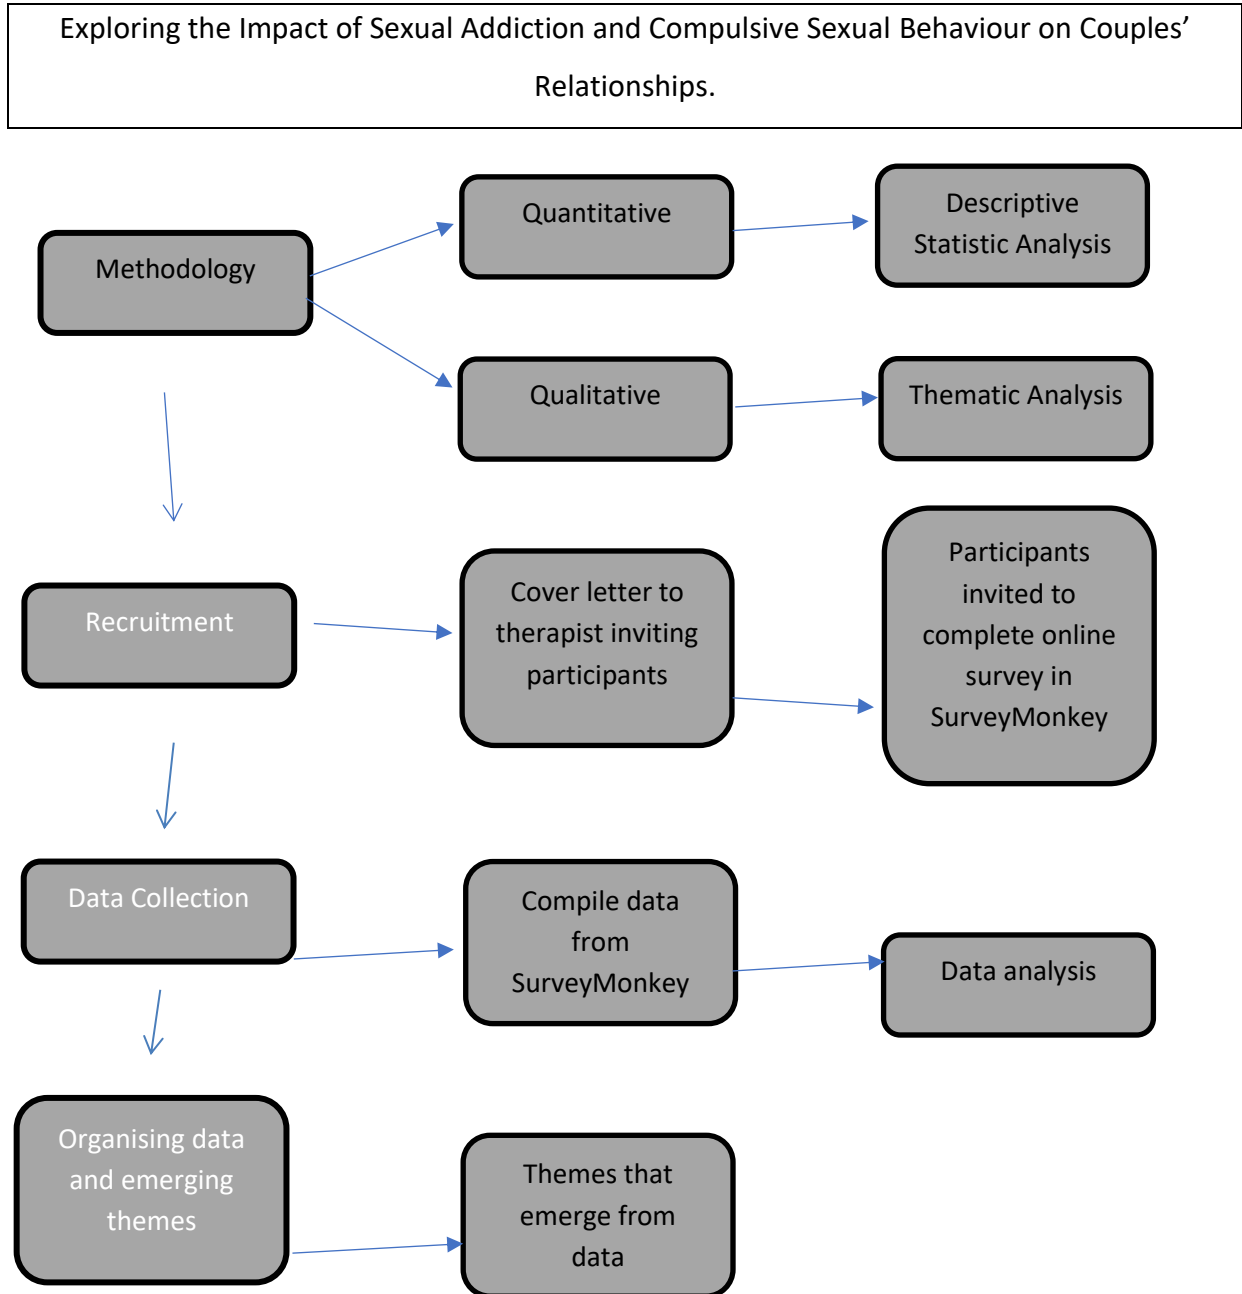 Exploring the Impact of Sexual Addiction and Compulsive Sexual Behaviour on Couples’
Relationships.
Methodology
Quantitative
Descriptive
Statistic Analysis
Qualitative
Thematic Analysis
Recruitment
Cover letter to
therapist inviting
participants
Participants
invited to
complete online
survey in
SurveyMonkey
Data Collection
Compile data
from
SurveyMonkey
Data analysis
Organising data
and emerging
themes
Themes that
emerge from
data